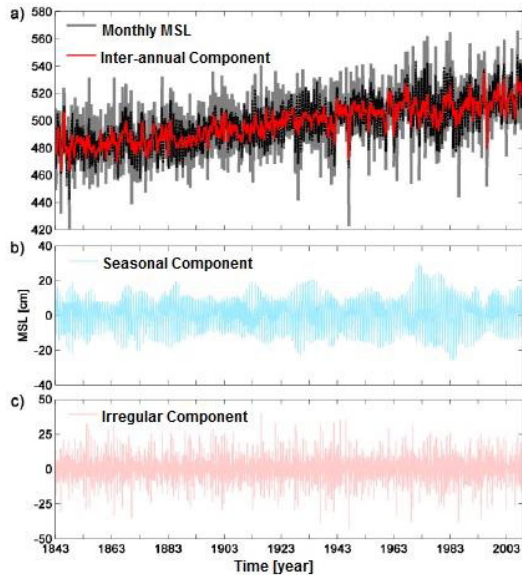 a)
580
560
540
520
500
480
460
440
420
Monthly MSL
Inter-annual Component
b)
40
20
0
-20
-40
MSL [cm]
Seasonal Component
c)
50
25
0
-25
-50
Irregular Component
1843 1863 1883 1903 1923 1943 1963 1983 2003
Time [year]